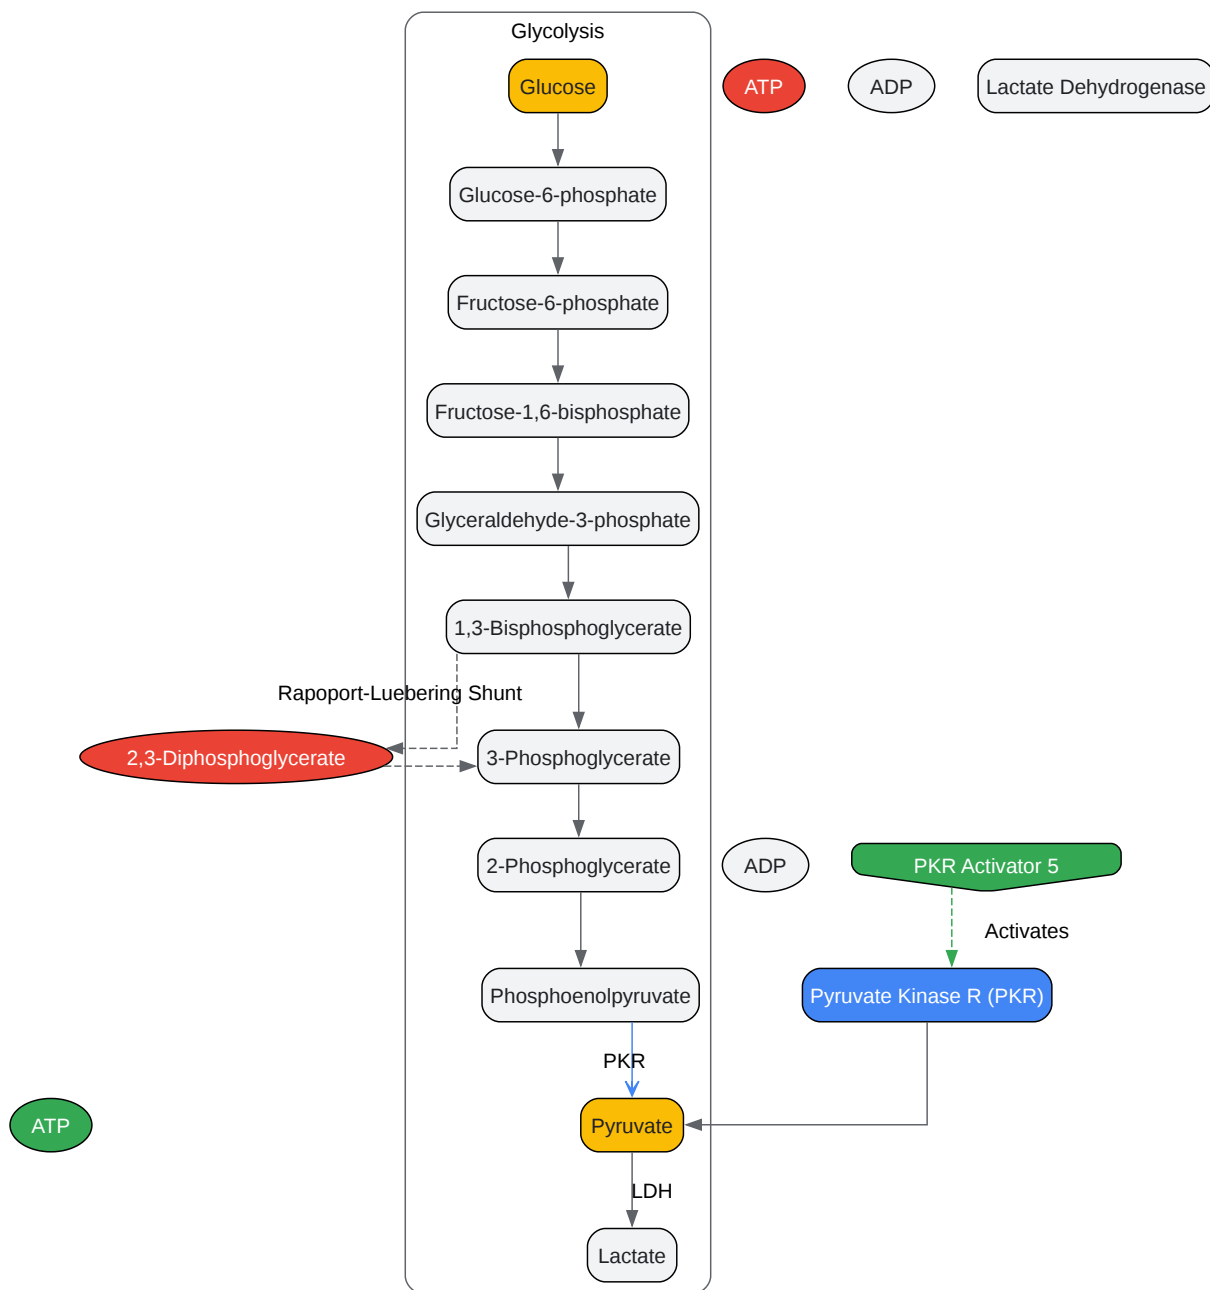 Glycolysis
Glucose
ATP
ADP
Lactate Dehydrogenase
Glucose-6-phosphate
Fructose-6-phosphate
Fructose-1,6-bisphosphate
Glyceraldehyde-3-phosphate
1,3-Bisphosphoglycerate
Rapoport-Luebering Shunt
2,3-Diphosphoglycerate
3-Phosphoglycerate
2-Phosphoglycerate
ADP
PKR Activator 5
Activates
Phosphoenolpyruvate
Pyruvate Kinase R (PKR)
PKR
ATP
Pyruvate
LDH
Lactate